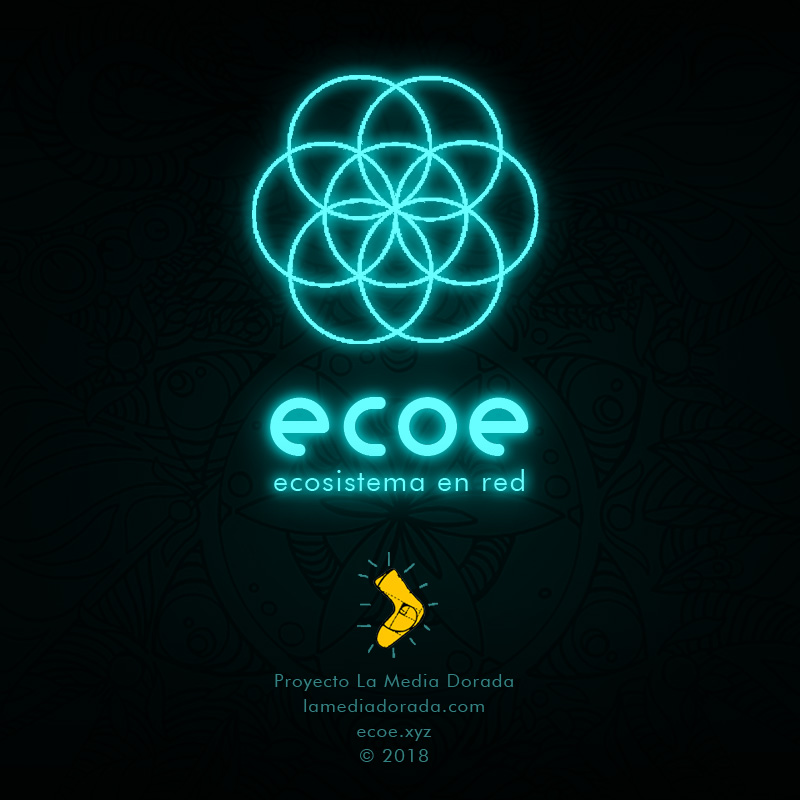 ecoe
ecosistema en red
Proyecto La Media Dorada
lamediadorada.com
ecoe.xyz
© 2018